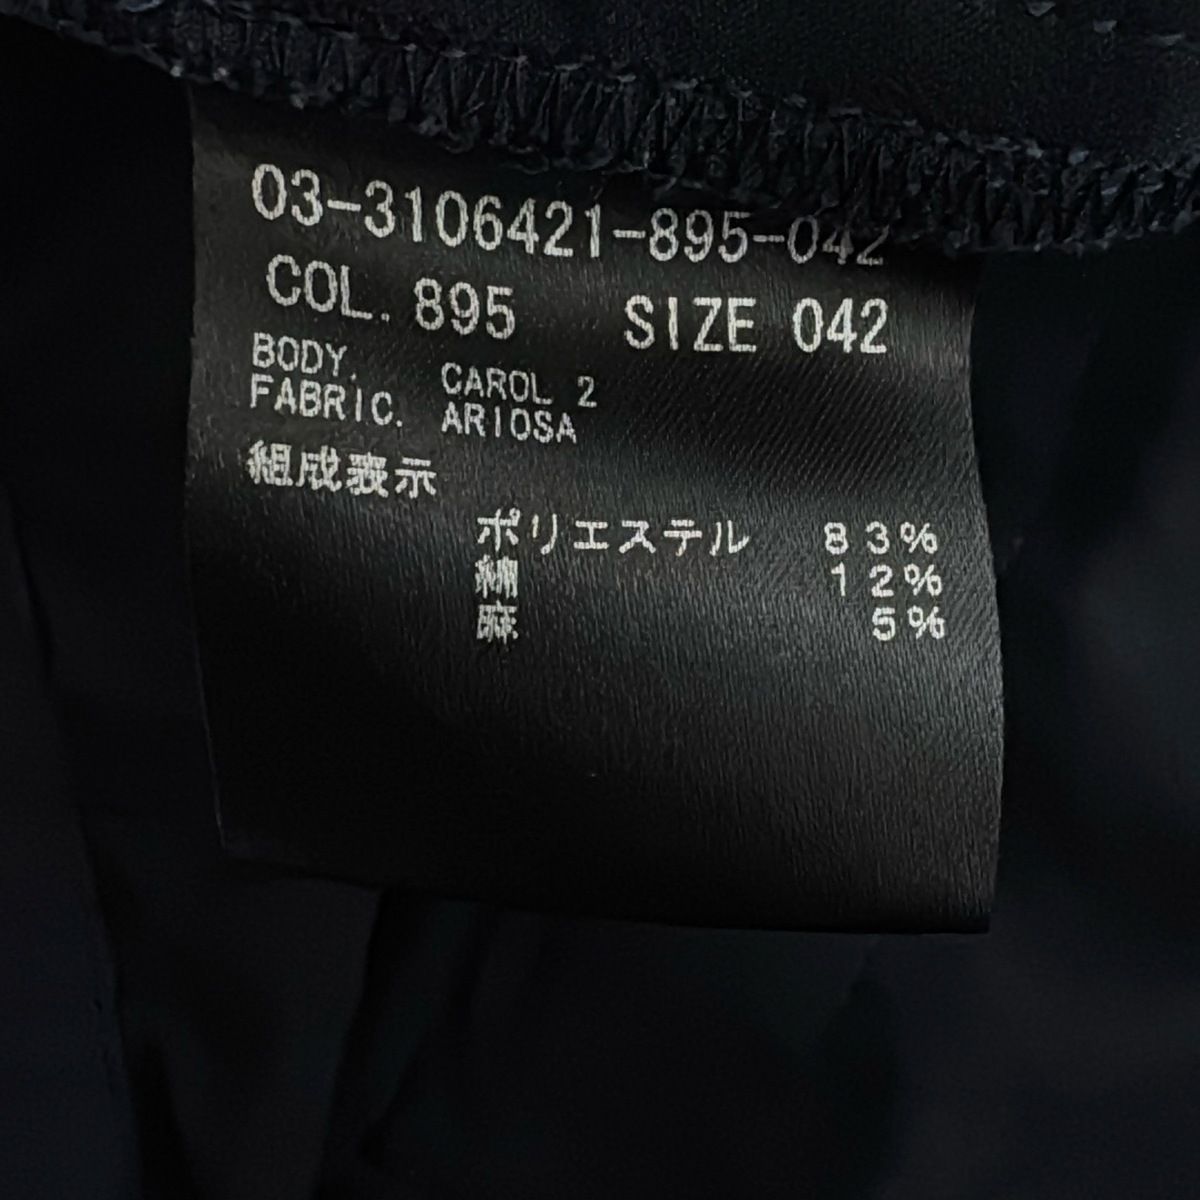 03-3106421-895-042
COL. 895 SIZE 042
BODY. CAROL 2
FABRIC. ARIOSA
組成表示
ポリエステル 83%
綿 12%
麻 5%